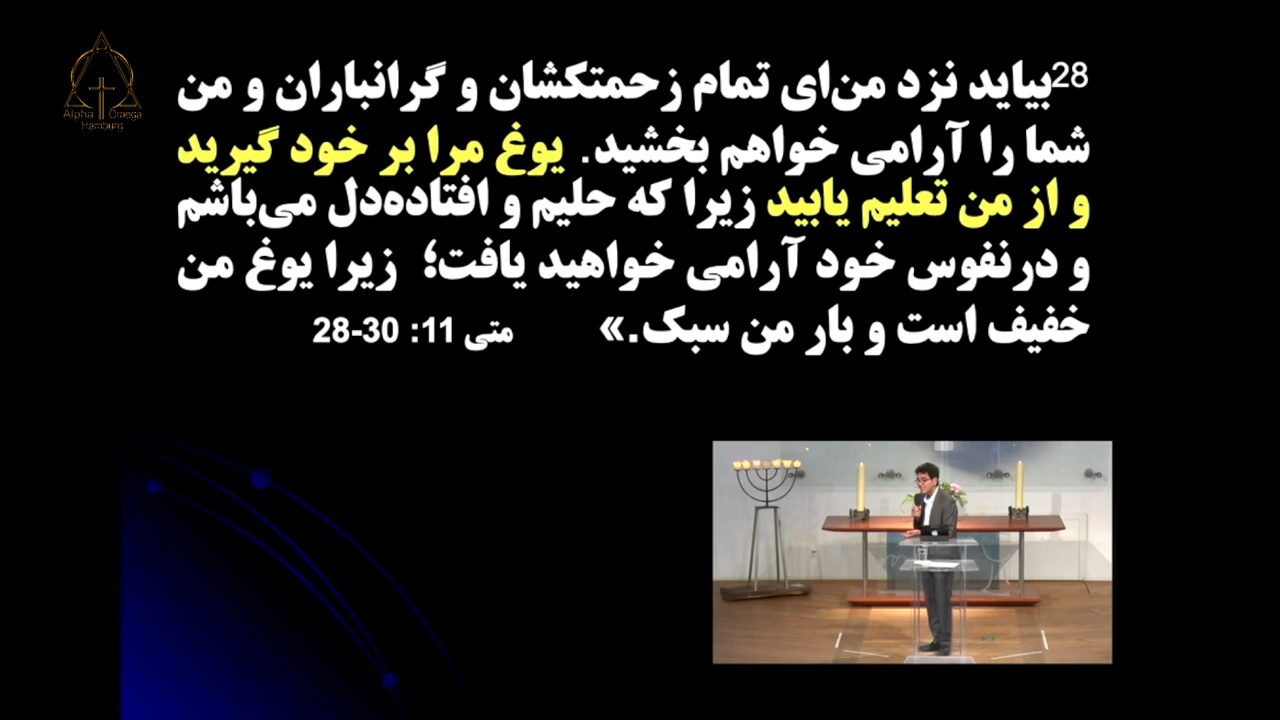 Alpha Omega
Hamburg
28بیاید نزد من‌ای تمام زحمتکشان و گرانباران و من
شما را آرامی خواهم بخشید. یوغ مرا بر خود گیرید
و از من تعلیم یابید زیرا که حلیم و افتاده‌دل می‌باشم
و درنفوس خود آرامی خواهید یافت؛ زیرا یوغ من
خفیف است و بار من سبک.» متی 11: 30-28